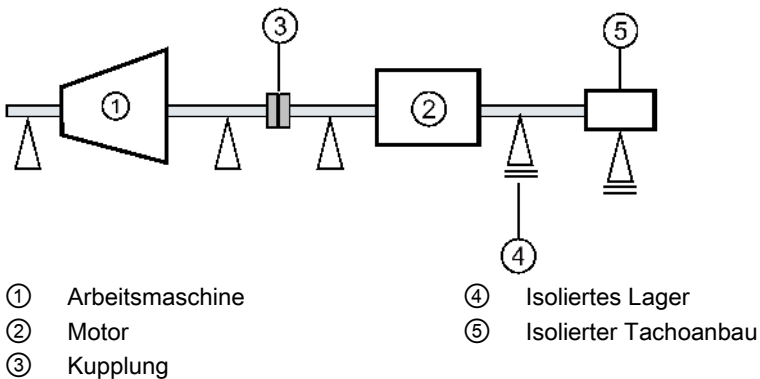 ③
⑤
①
②
④
① Arbeitsmaschine
② Motor
③ Kupplung
④ Isoliertes Lager
⑤ Isolierter Tachoanbau